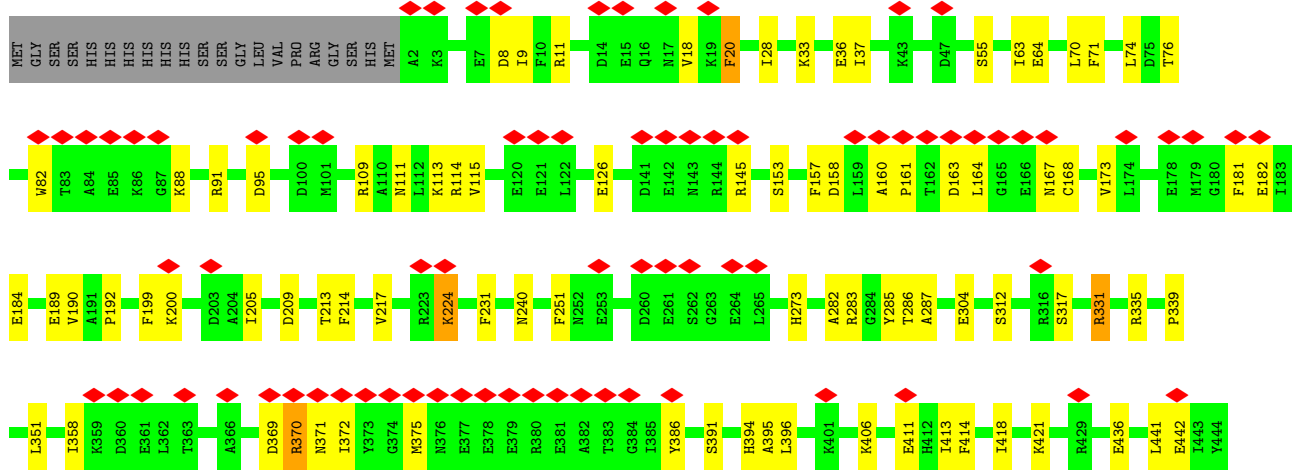 MET GLY SER SER HIS HIS HIS HIS HIS HIS SER SER GLY LEU VAL PRO ARG GLY SER HIS MET A2 K3 E7 D8 I9 F10 R11 D14 E15 Q16 N17 V18 K19 F20 I28 K33 E36 I37 K43 D47 S55 I63 E64 L70 F71 L74 D75 T76
W82 T83 A84 E85 K86 G87 K88 R91 D95 D100 M101 R109 A110 N111 L112 K113 R114 V115 E120 E121 L122 E126 D141 E142 N143 R144 R145 S153 F157 D158 L159 A160 P161 T162 D163 L164 G165 E166 N167 C168 V173 L174 E178 M179 G180 F181 E182 I183
E184 E189 V190 A191 P192 F199 K200 D203 A204 I205 D209 T213 F214 V217 R223 K224 F231 N240 F251 N252 E253 D260 E261 S262 G263 E264 L265 H273 A282 R283 G284 Y285 T286 A287 E304 S312 R316 S317 R331 R335 P339
L351 I358 K359 D360 E361 L362 T363 A366 D369 R370 N371 I372 Y373 G374 M375 N376 E377 E378 E379 R380 E381 A382 T383 G384 I385 Y386 S391 H394 A395 L396 K401 K406 E411 H412 I413 F414 I418 K421 R429 E436 L441 E442 I443 Y444